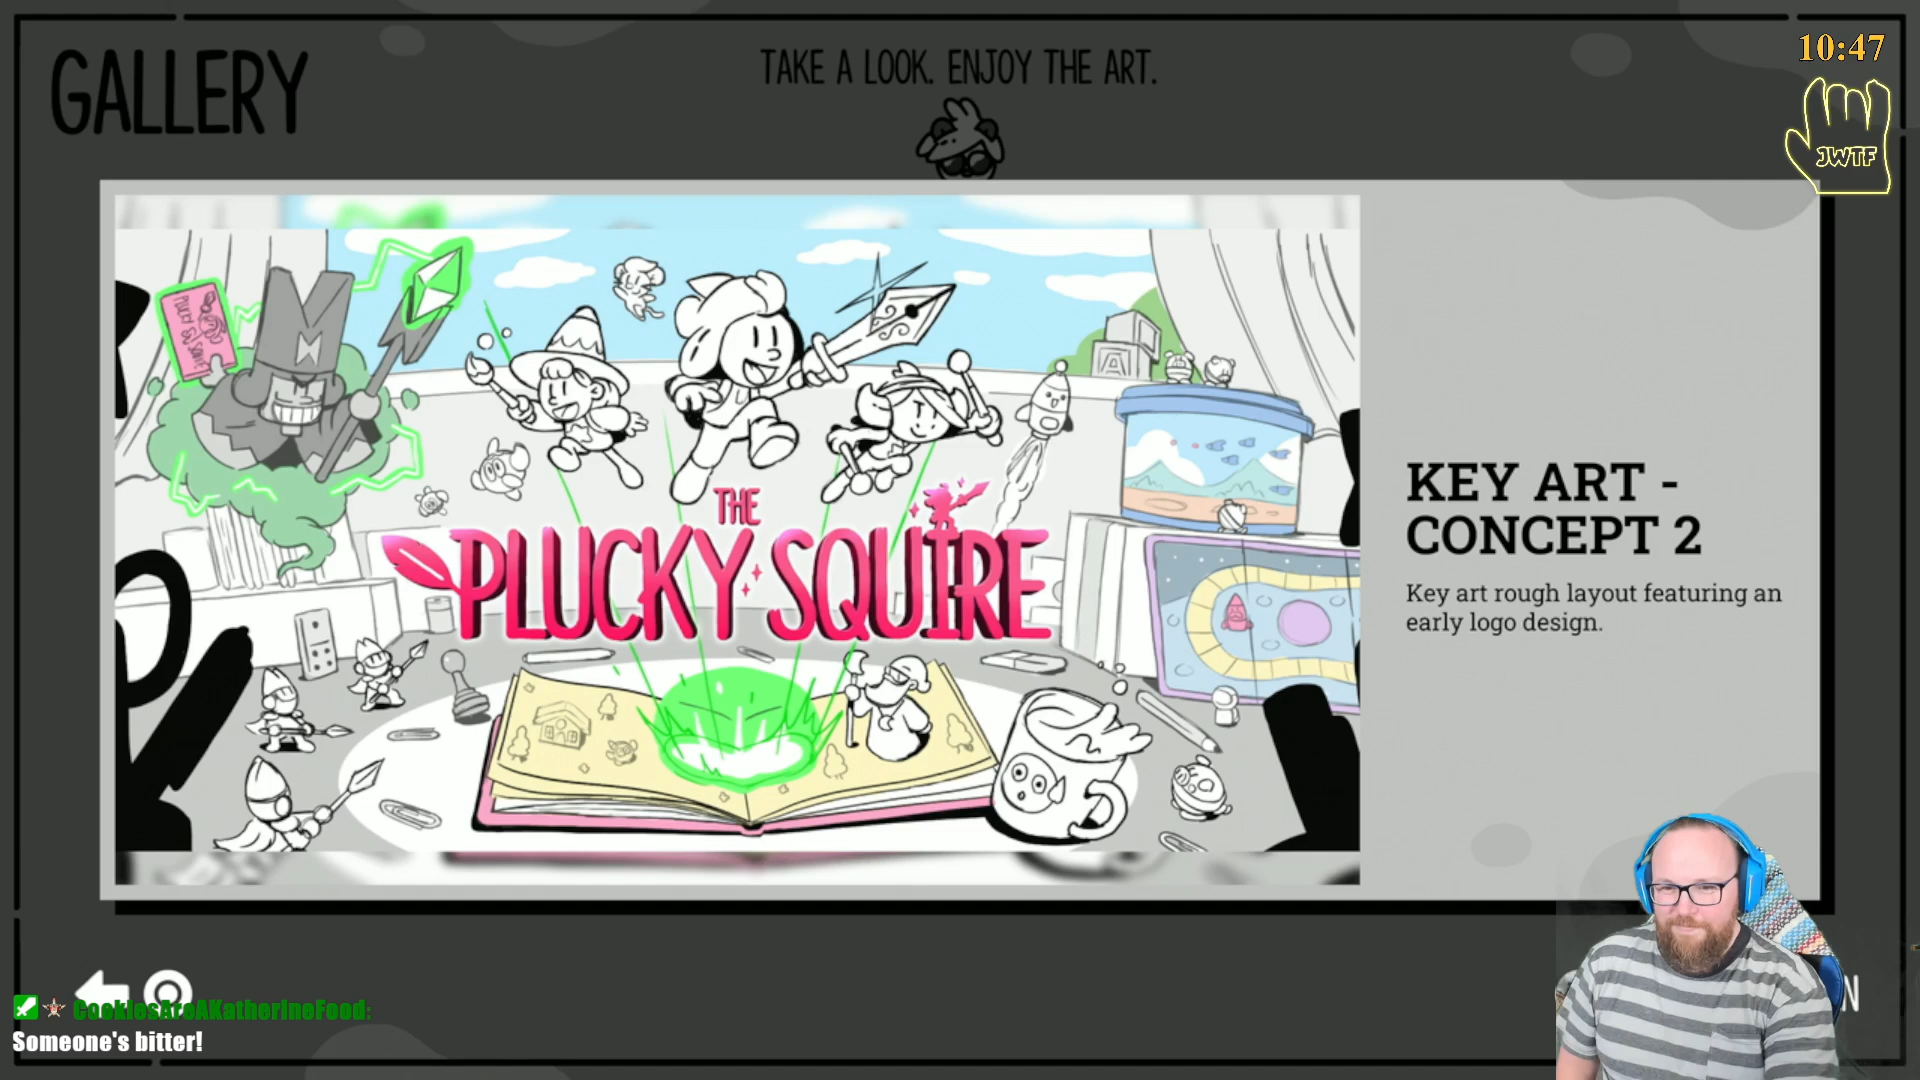 GALLERY
TAKE A LOOK. ENJOY THE ART.
10:47
JWTF
THE
PLUCKY SQUIRE
A
KEY ART -
CONCEPT 2
Key art rough layout featuring an
early logo design.
CookiesAreAKatherineFood:
Someone's bitter!